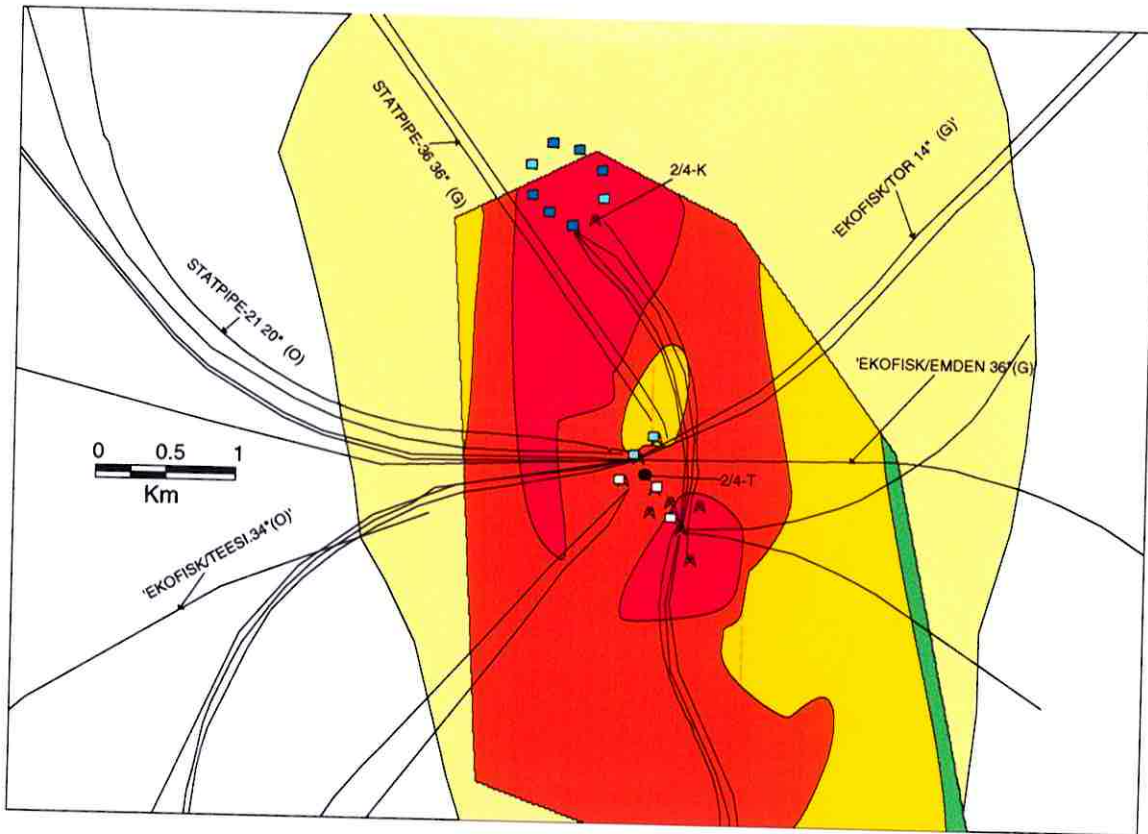 STATPIPE-36 36" (G)
2/4-K
'EKOFISK/TOR 14" (G)'
STATPIPE-21 20" (O)
'EKOFISK/EMDEN 36"(G)
0 0.5 1
Km
2/4-T
'EKOFISK/TEESI.34"(O)'